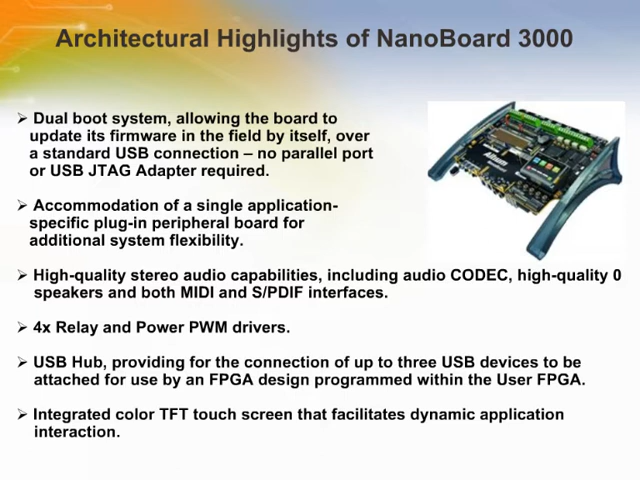 Architectural Highlights of NanoBoard 3000
➢ Dual boot system, allowing the board to
update its firmware in the field by itself, over
a standard USB connection – no parallel port
or USB JTAG Adapter required.
➢ Accommodation of a single application-
specific plug-in peripheral board for
additional system flexibility.
➢ High-quality stereo audio capabilities, including audio CODEC, high-quality 0
speakers and both MIDI and S/PDIF interfaces.
➢ 4x Relay and Power PWM drivers.
➢ USB Hub, providing for the connection of up to three USB devices to be
attached for use by an FPGA design programmed within the User FPGA.
➢ Integrated color TFT touch screen that facilitates dynamic application
interaction.
Altium